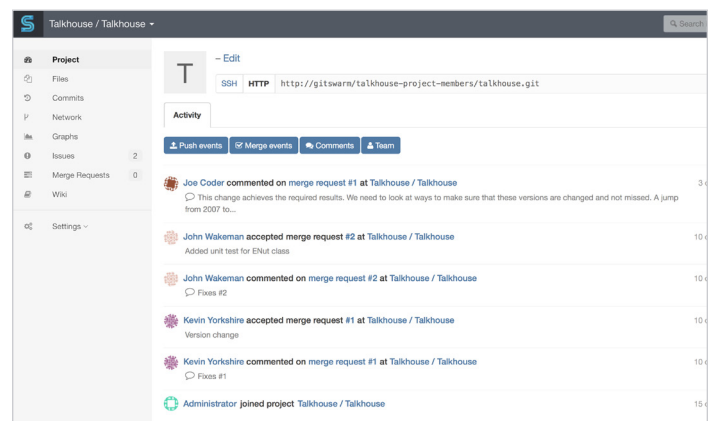 Talkhouse / Talkhouse
Search
Project
Files
Commits
Network
Graphs
Issues 2
Merge Requests 0
Wiki
Settings
T
– Edit
SSH HTTP http://gitswarm/talkhouse-project-members/talkhouse.git
Activity
Push events Merge events Comments Team
Joe Coder commented on merge request #1 at Talkhouse / Talkhouse 3
This change achieves the required results. We need to look at ways to make sure that these versions are changed and not missed. A jump
from 2007 to...
John Wakeman accepted merge request #2 at Talkhouse / Talkhouse 10
Added unit test for ENut class
John Wakeman commented on merge request #2 at Talkhouse / Talkhouse 10
Fixes #2
Kevin Yorkshire accepted merge request #1 at Talkhouse / Talkhouse 10
Version change
Kevin Yorkshire commented on merge request #1 at Talkhouse / Talkhouse 10
Fixes #1
Administrator joined project Talkhouse / Talkhouse 15